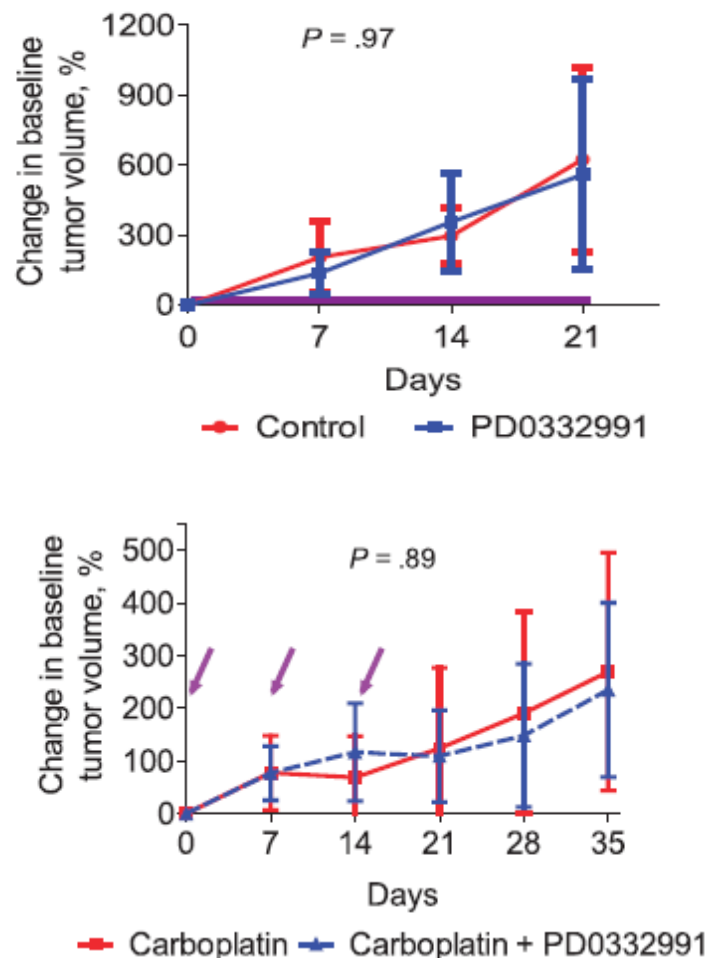 Change in baseline
tumor volume, %
1200
900
600
300
0
P = .97
0 7 14 21
Days
Control PD0332991
Change in baseline
tumor volume, %
500
400
300
200
100
0
P = .89
0 7 14 21 28 35
Days
Carboplatin Carboplatin + PD0332991